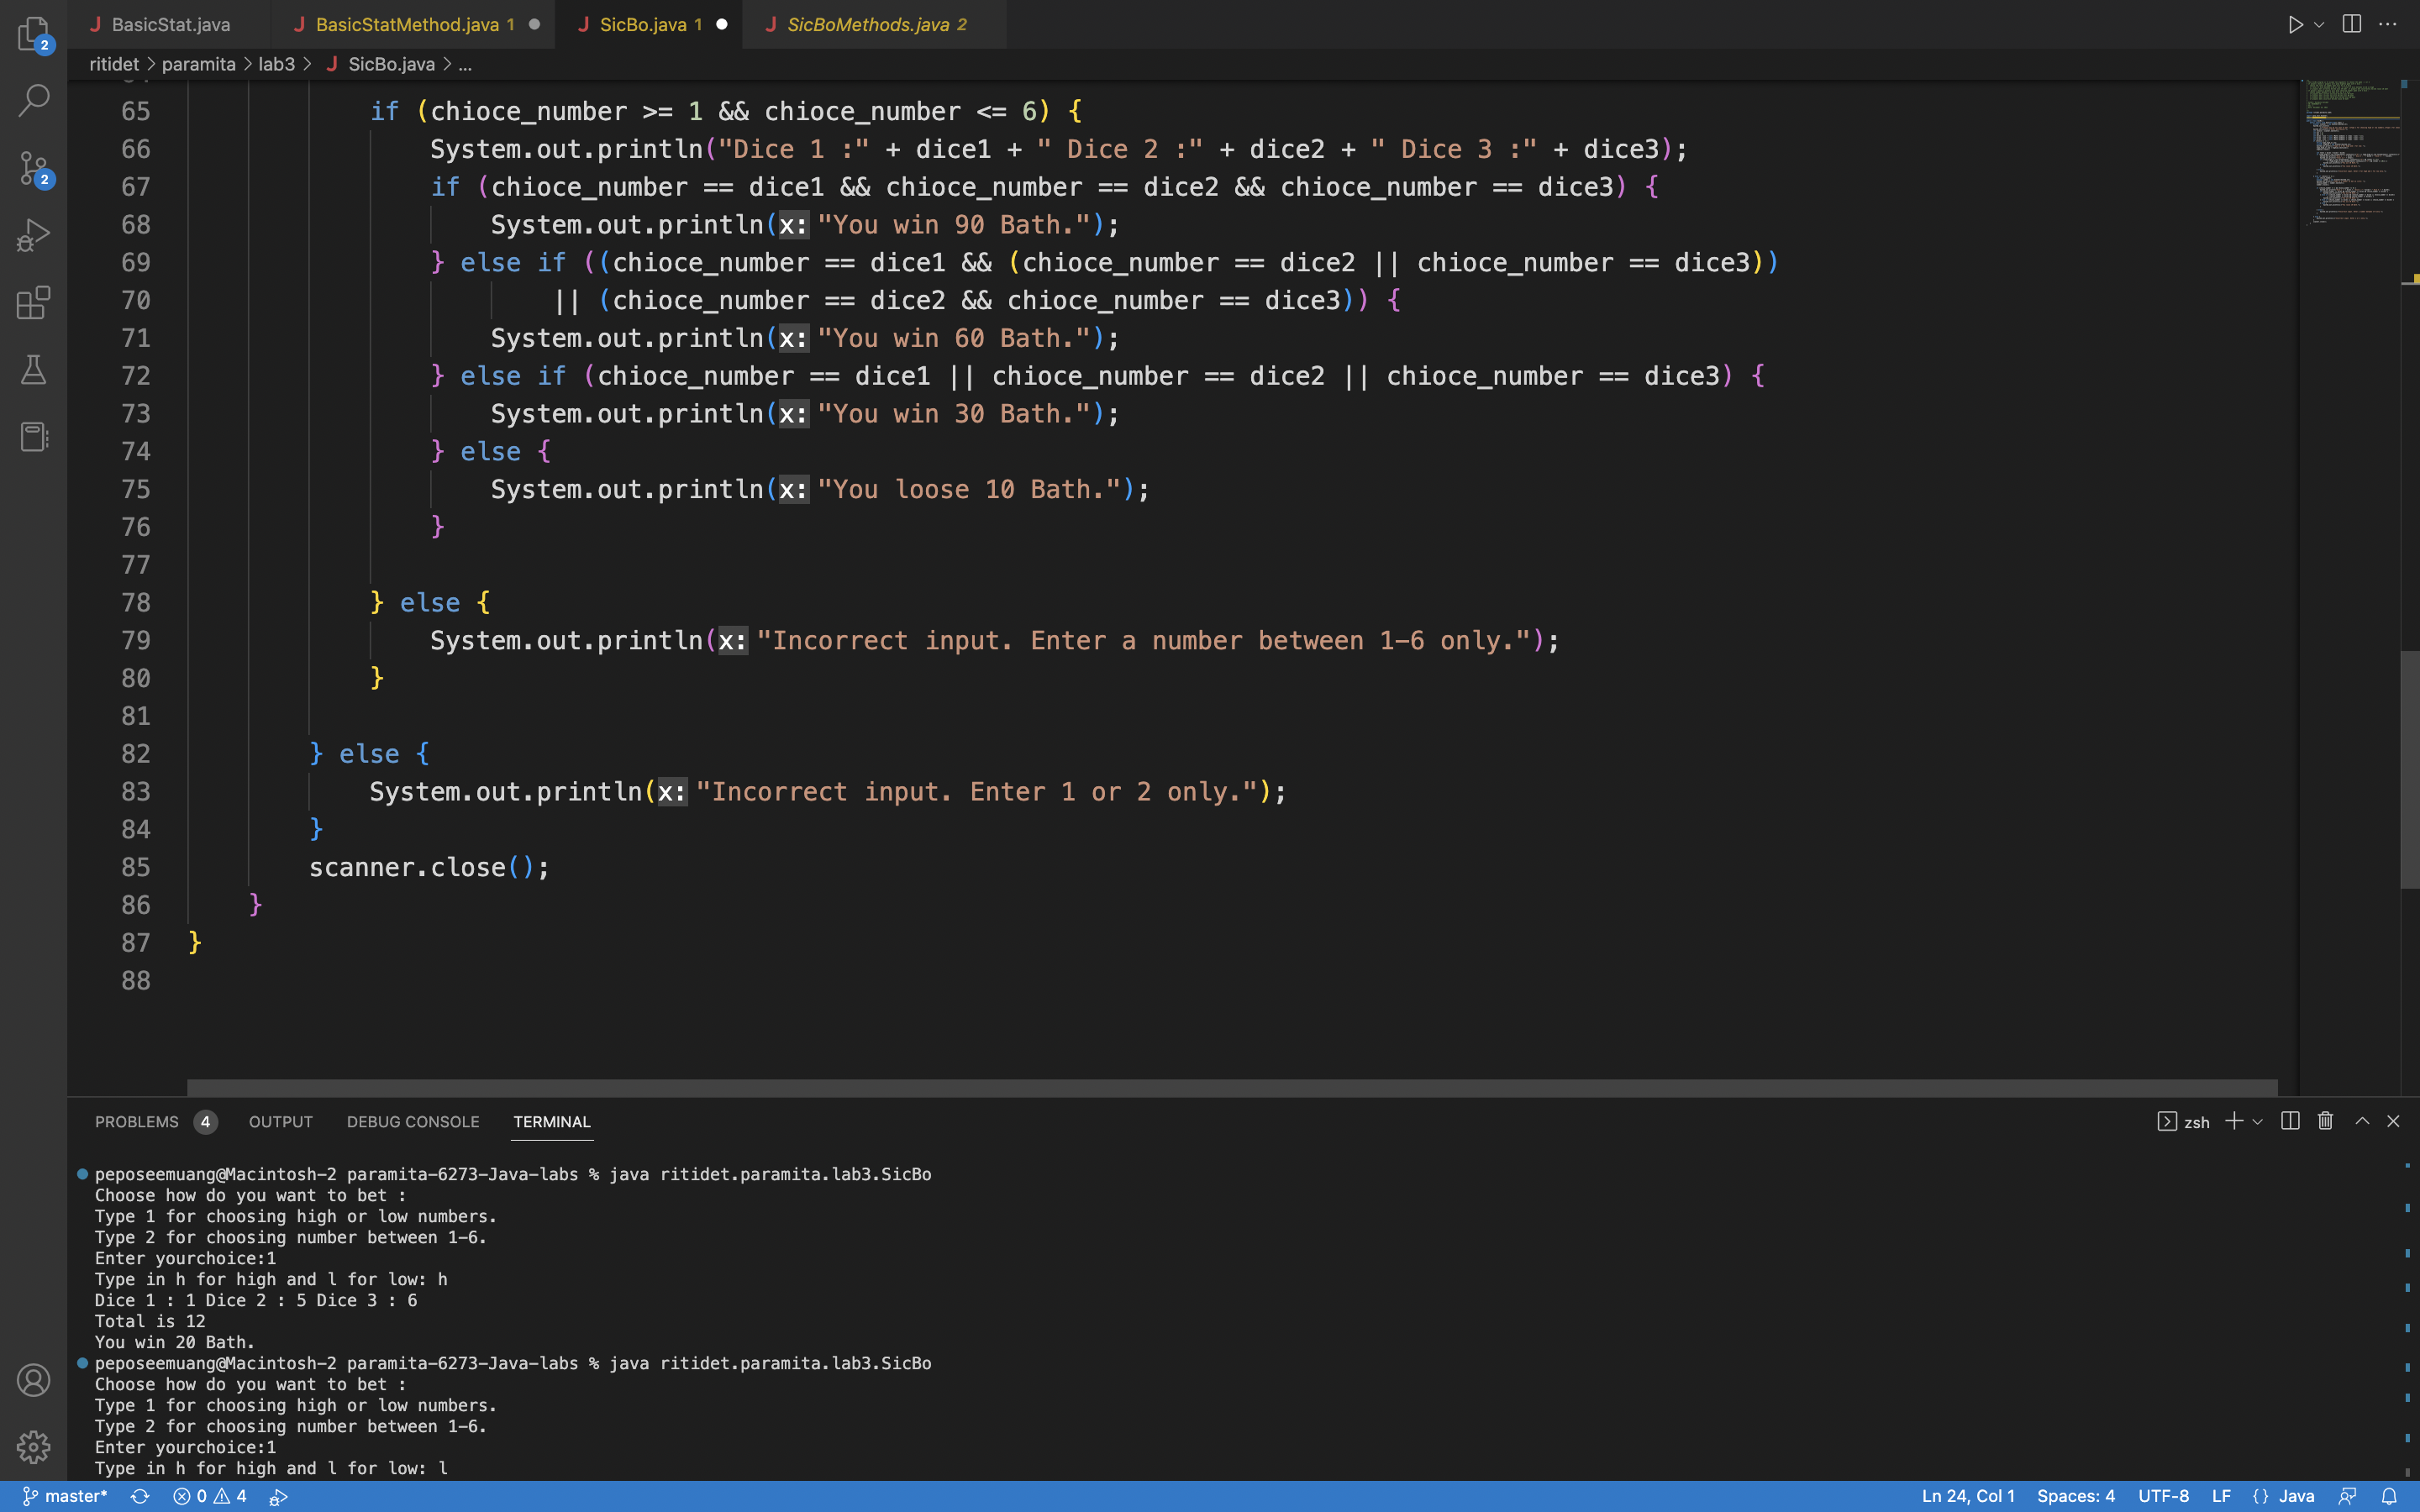 BasicStat.java BasicStatMethod.java 1 SicBo.java 1 SicBoMethods.java 2
ritidet > paramita > lab3 > SicBo.java > ...
65 if (chioce_number >= 1 && chioce_number <= 6) {
66 System.out.println("Dice 1 :" + dice1 + " Dice 2 :" + dice2 + " Dice 3 :" + dice3);
67 if (chioce_number == dice1 && chioce_number == dice2 && chioce_number == dice3) {
68 System.out.println(x: "You win 90 Bath.");
69 } else if ((chioce_number == dice1 && (chioce_number == dice2 || chioce_number == dice3))
70 || (chioce_number == dice2 && chioce_number == dice3)) {
71 System.out.println(x: "You win 60 Bath.");
72 } else if (chioce_number == dice1 || chioce_number == dice2 || chioce_number == dice3) {
73 System.out.println(x: "You win 30 Bath.");
74 } else {
75 System.out.println(x: "You loose 10 Bath.");
76 }
77
78 } else {
79 System.out.println(x: "Incorrect input. Enter a number between 1-6 only.");
80 }
81
82 } else {
83 System.out.println(x: "Incorrect input. Enter 1 or 2 only.");
84 }
85 scanner.close();
86 }
87 }
88
2
2
PROBLEMS 4 OUTPUT DEBUG CONSOLE TERMINAL zsh
peposeemuang@Macintosh-2 paramita-6273-Java-labs % java ritidet.paramita.lab3.SicBo
Choose how do you want to bet :
Type 1 for choosing high or low numbers.
Type 2 for choosing number between 1-6.
Enter yourchoice:1
Type in h for high and l for low: h
Dice 1 : 1 Dice 2 : 5 Dice 3 : 6
Total is 12
You win 20 Bath.
peposeemuang@Macintosh-2 paramita-6273-Java-labs % java ritidet.paramita.lab3.SicBo
Choose how do you want to bet :
Type 1 for choosing high or low numbers.
Type 2 for choosing number between 1-6.
Enter yourchoice:1
Type in h for high and l for low: l
master* 0 4 Ln 24, Col 1 Spaces: 4 UTF-8 LF {} Java